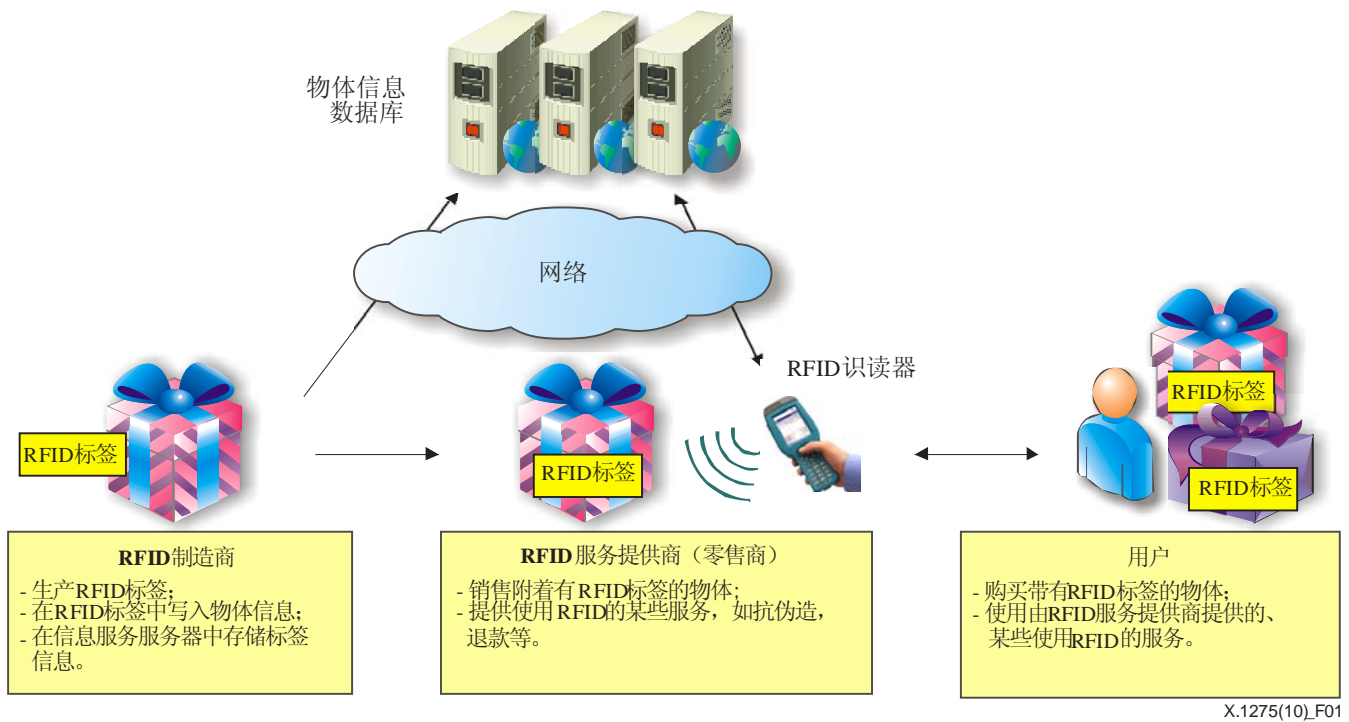 物体信息
数据库
网络
RFID识读器
RFID标签
RFID标签
RFID标签
RFID标签
RFID制造商
- 生产RFID标签；
- 在RFID标签中写入物体信息；
- 在信息服务服务器中存储标签
信息。
RFID服务提供商（零售商）
- 销售附着有RFID标签的物体；
- 提供使用RFID的某些服务，如抗伪造，
退款等。
用户
- 购买带有RFID标签的物体；
- 使用由RFID服务提供商提供的、
某些使用RFID的服务。
X.1275(10)_F01